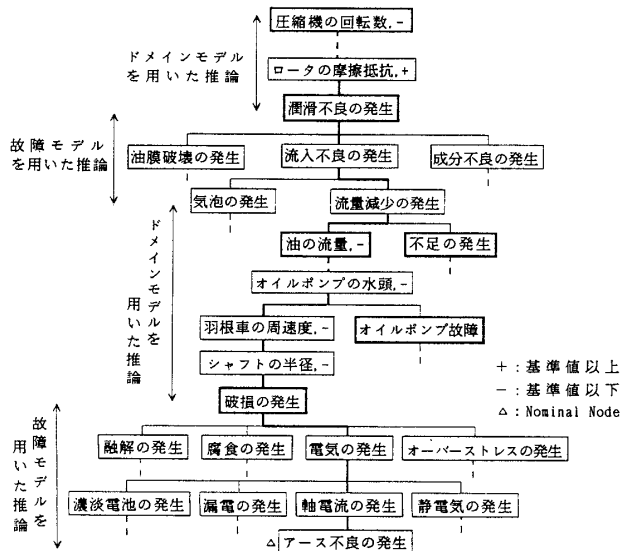 圧縮機の回転数,-
ドメインモデル
を用いた推論
ロータの摩擦抵抗,+
潤滑不良の発生
故障モデル
を用いた推論
油膜破壊の発生
流入不良の発生
成分不良の発生
気泡の発生
流量減少の発生
ドメインモデルを
用いた推論
油の流量,-
不足の発生
オイルポンプの水頭,-
羽根車の周速度,-
オイルポンプ故障
シャフトの半径,-
破損の発生
+:基準値以上
-:基準値以下
△:Nominal Node
故障モデルを
用いた推論
融解の発生
腐食の発生
電気の発生
オーバーストレスの発生
濃淡電池の発生
漏電の発生
軸電流の発生
静電気の発生
△アース不良の発生